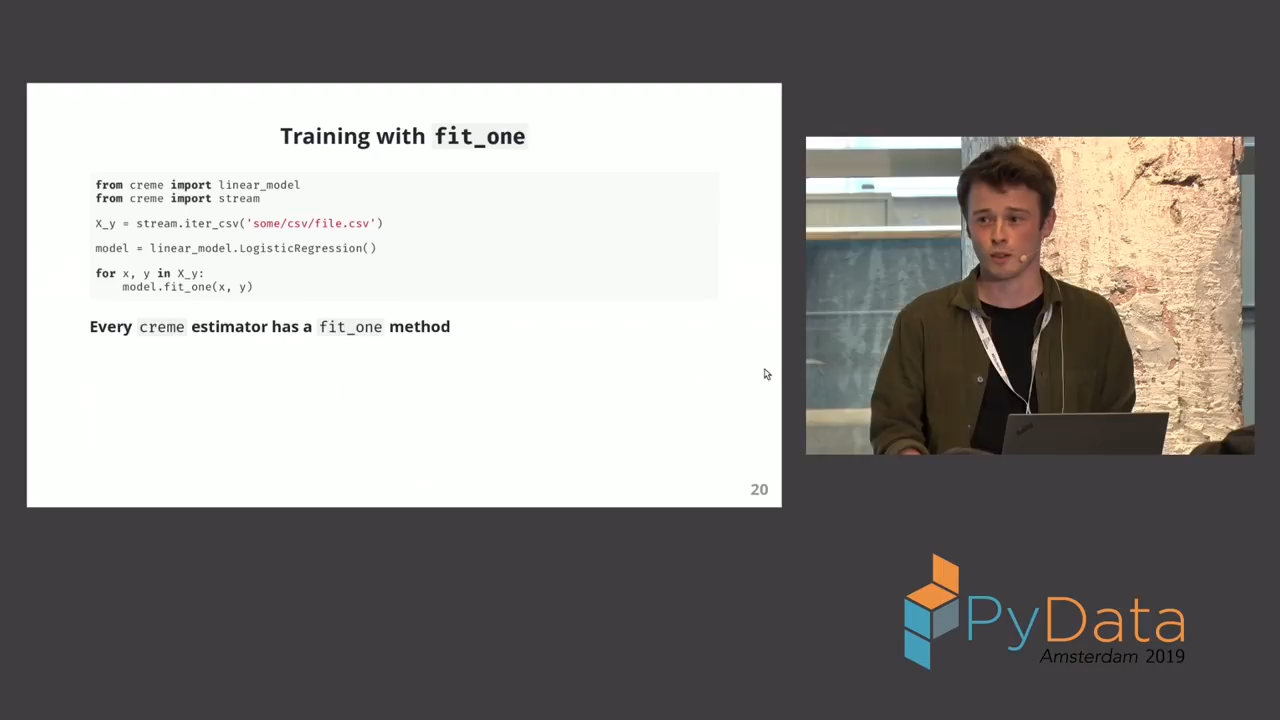 Training with fit_one
from creme import linear_model
from creme import stream
X_y = stream.iter_csv('some/csv/file.csv')
model = linear_model.LogisticRegression()
for x, y in X_y:
    model.fit_one(x, y)
Every creme estimator has a fit_one method
20
PyData
Amsterdam 2019